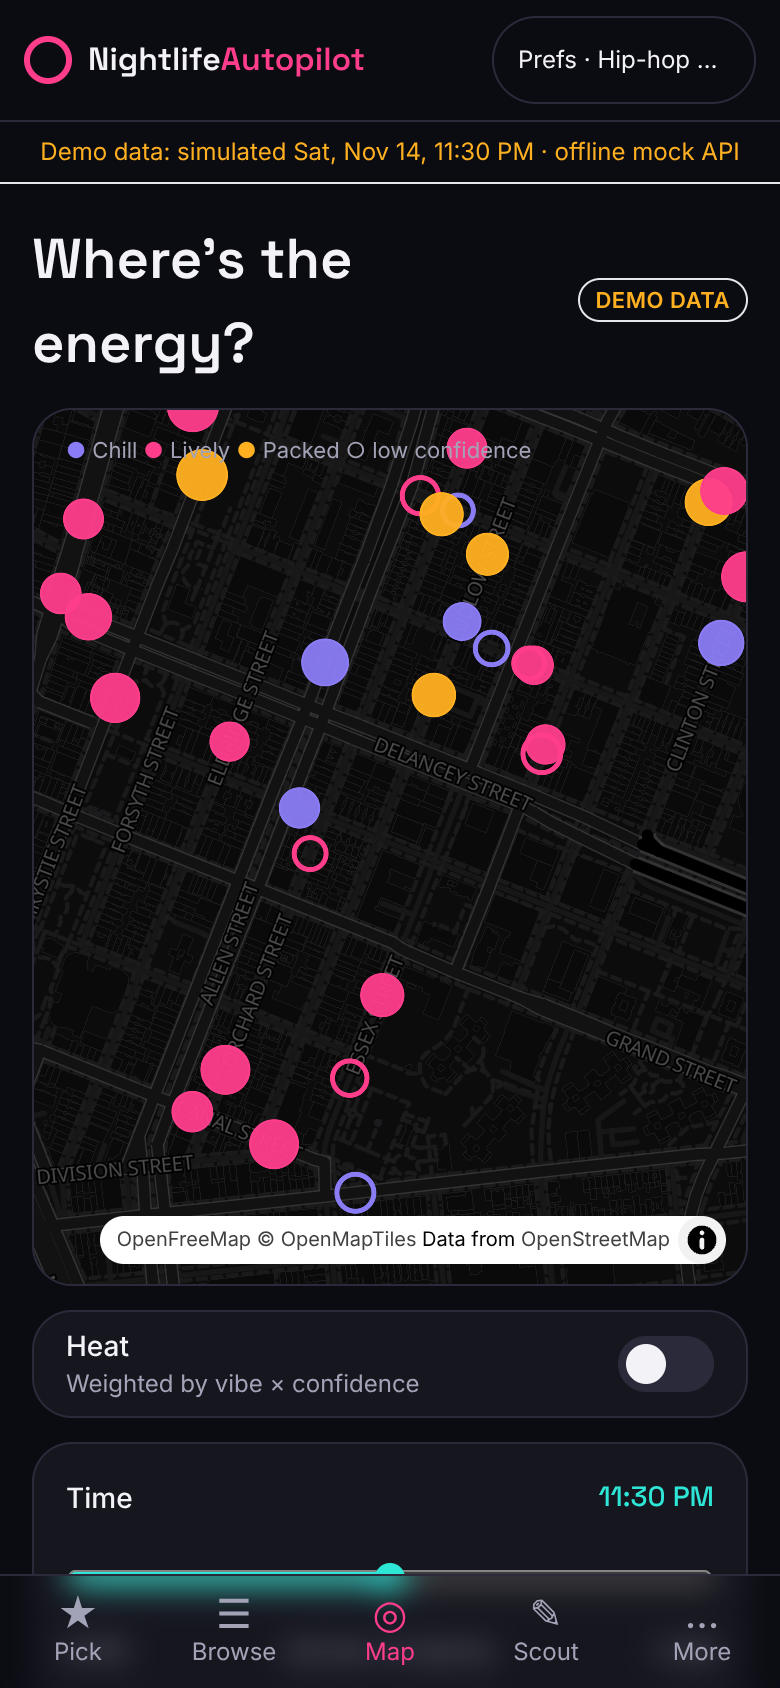 NightlifeAutopilot
Prefs · Hip-hop ...
Demo data: simulated Sat, Nov 14, 11:30 PM · offline mock API
Where's the
energy?
DEMO DATA
Chill Lively Packed low confidence
DELANCEY STREET
FORSYTH STREET
ALLEN STREET
GRAND STREET
DIVISION STREET
OpenFreeMap © OpenMapTiles Data from OpenStreetMap
Heat
Weighted by vibe × confidence
Time
11:30 PM
Pick
Browse
Map
Scout
More